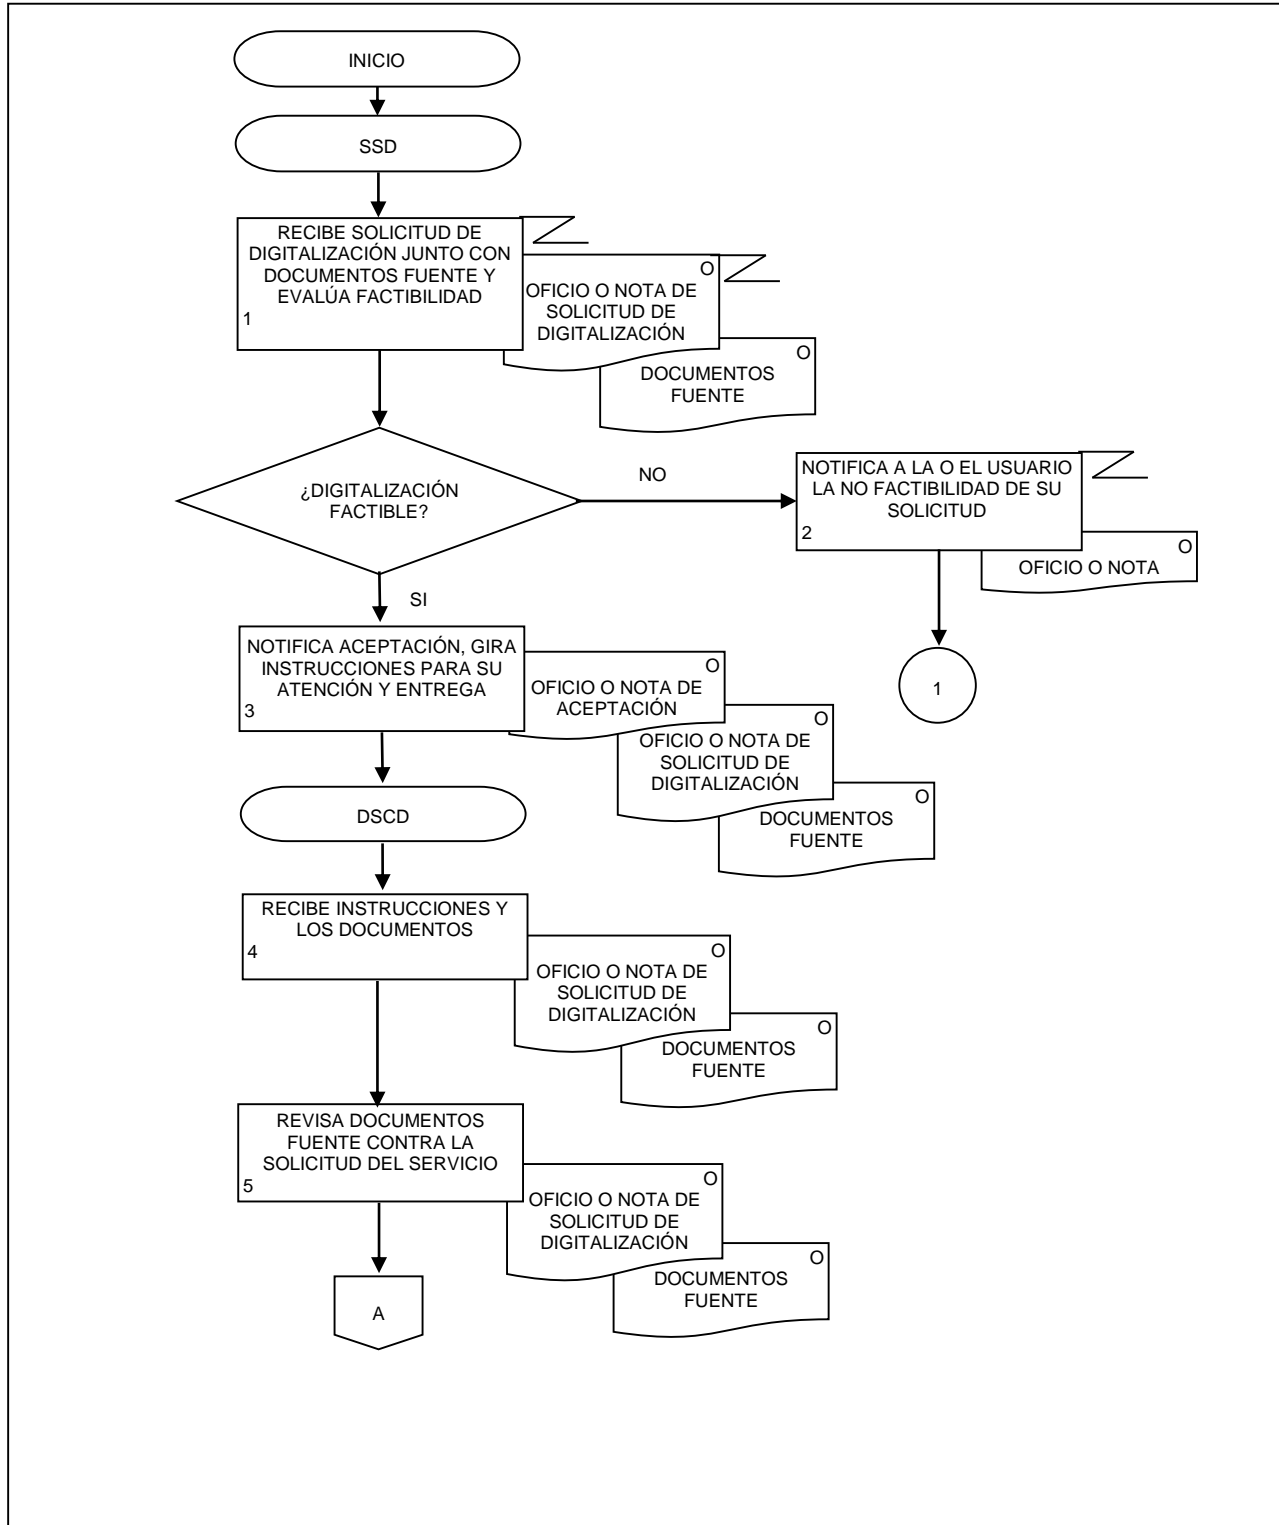 INICIO
SSD
RECIBE SOLICITUD DE
DIGITALIZACIÓN JUNTO CON
DOCUMENTOS FUENTE Y
EVALÚA FACTIBILIDAD
1
O
OFICIO O NOTA DE
SOLICITUD DE
DIGITALIZACIÓN
O
DOCUMENTOS
FUENTE
¿DIGITALIZACIÓN
FACTIBLE?
NO
NOTIFICA A LA O EL USUARIO
LA NO FACTIBILIDAD DE SU
SOLICITUD
2
O
OFICIO O NOTA
1
SI
NOTIFICA ACEPTACIÓN, GIRA
INSTRUCCIONES PARA SU
ATENCIÓN Y ENTREGA
3
O
OFICIO O NOTA DE
ACEPTACIÓN
O
OFICIO O NOTA DE
SOLICITUD DE
DIGITALIZACIÓN
O
DOCUMENTOS
FUENTE
DSCD
RECIBE INSTRUCCIONES Y
LOS DOCUMENTOS
4
O
OFICIO O NOTA DE
SOLICITUD DE
DIGITALIZACIÓN
O
DOCUMENTOS
FUENTE
REVISA DOCUMENTOS
FUENTE CONTRA LA
SOLICITUD DEL SERVICIO
5
O
OFICIO O NOTA DE
SOLICITUD DE
DIGITALIZACIÓN
O
DOCUMENTOS
FUENTE
A